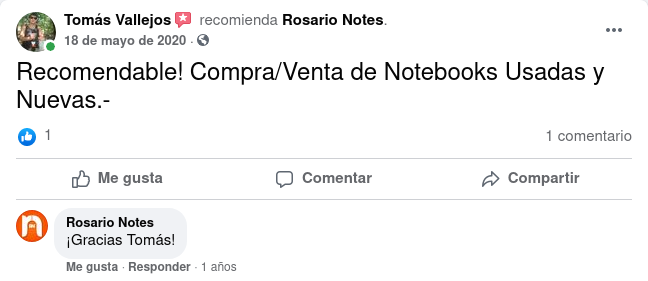 Tomás Vallejos recomienda Rosario Notes.
18 de mayo de 2020 ·
Recomendable! Compra/Venta de Notebooks Usadas y
Nuevas.-
1
1 comentario
Me gusta
Comentar
Compartir
Rosario Notes
¡Gracias Tomás!
Me gusta · Responder · 1 años